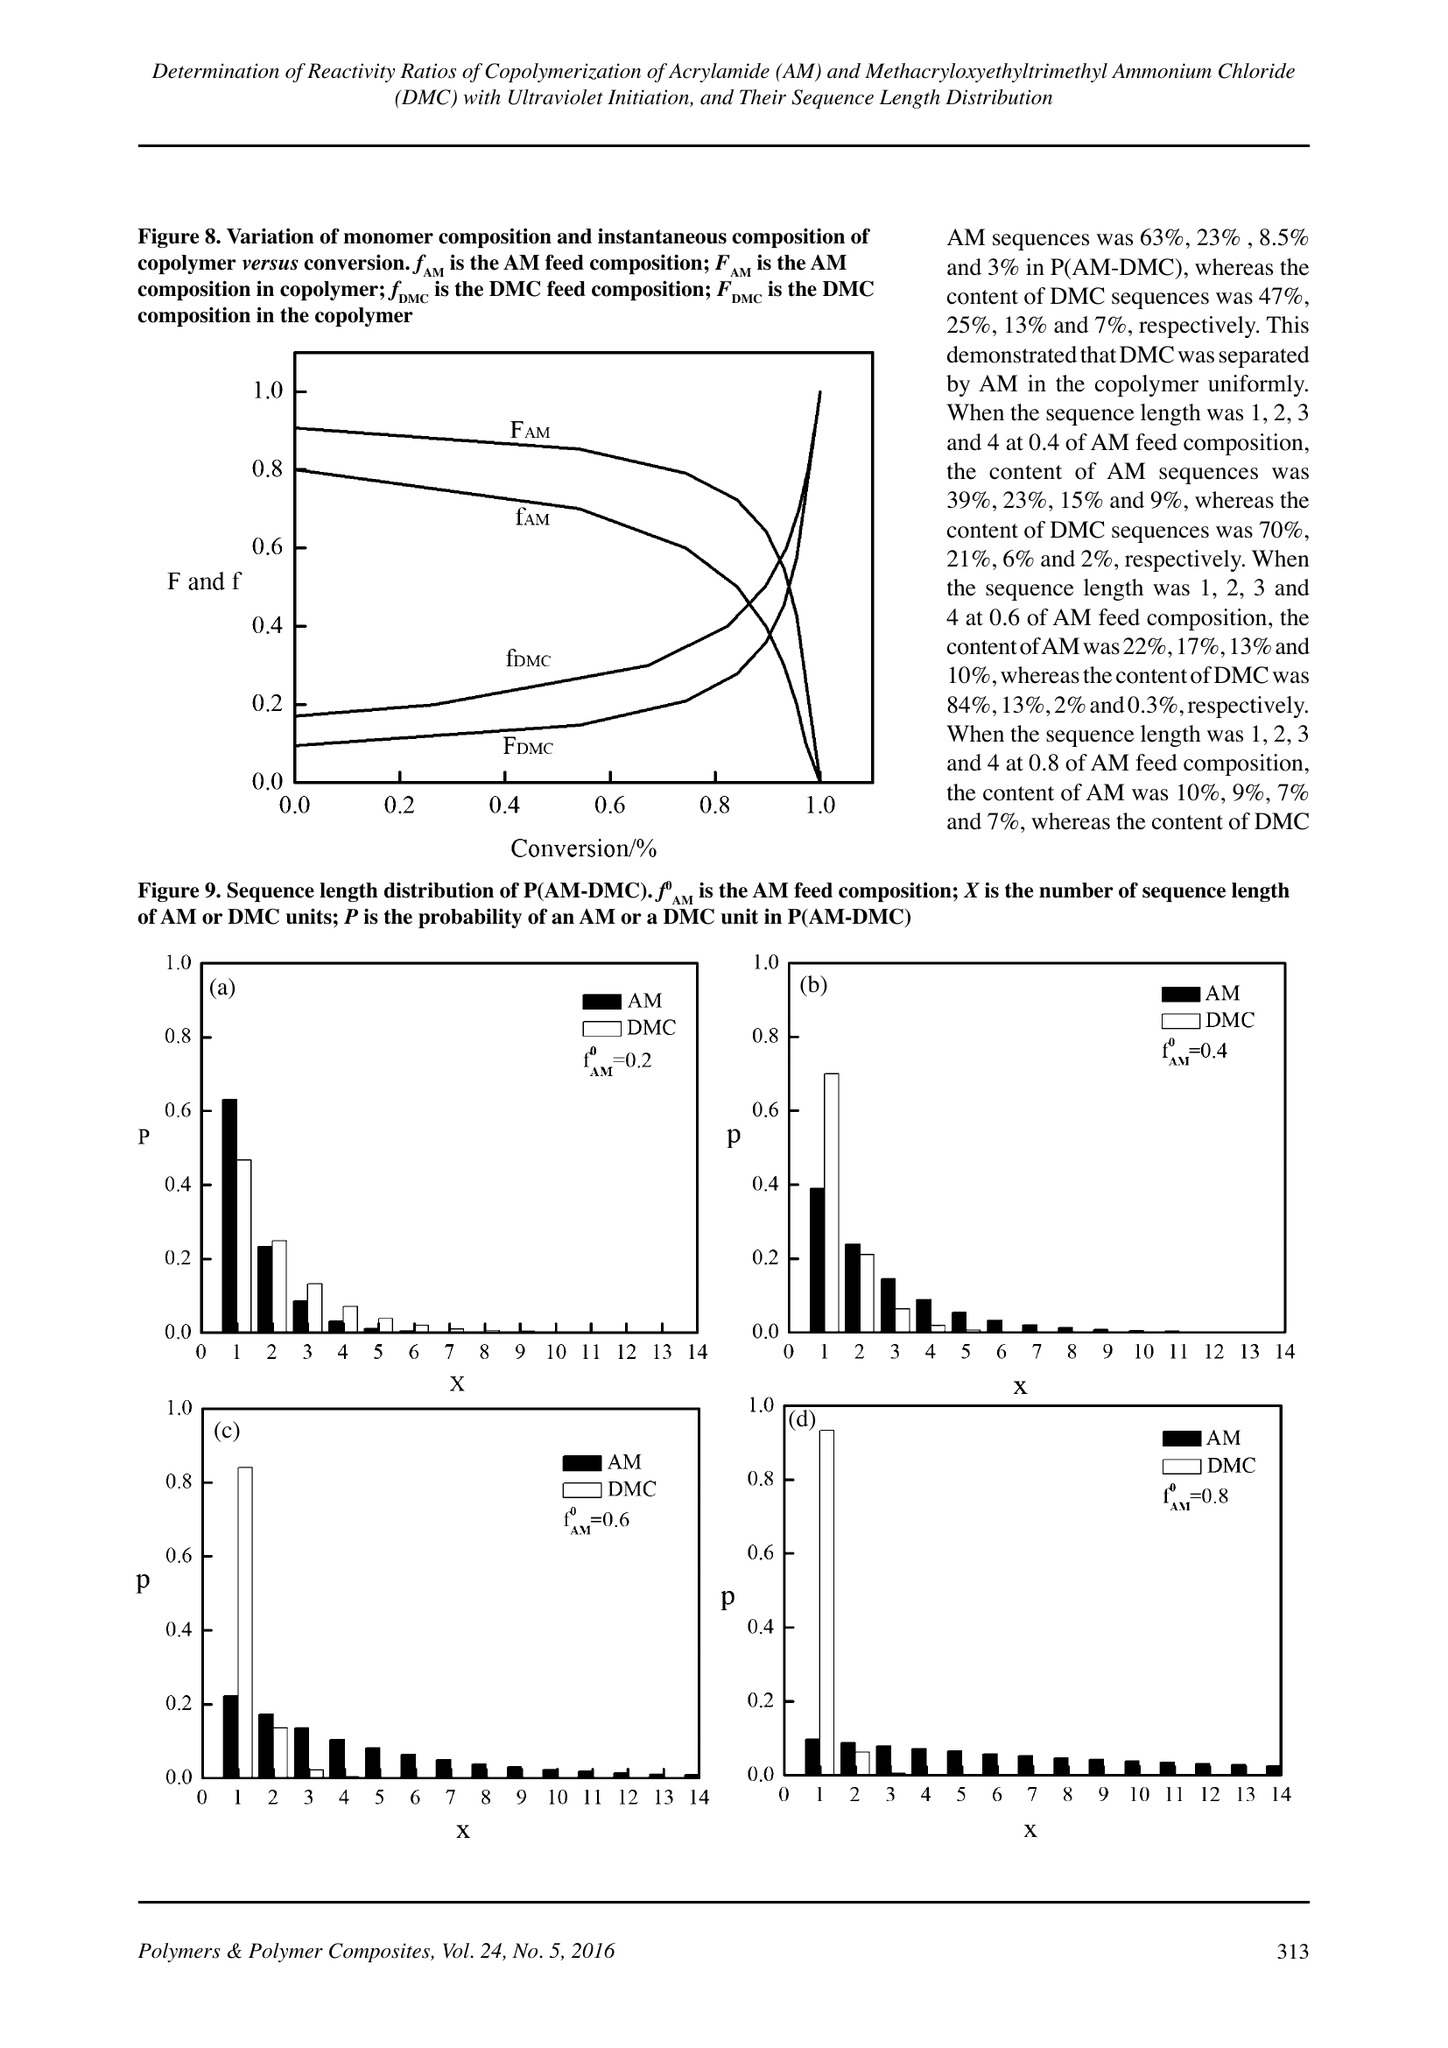 Determination of Reactivity Ratios of Copolymerization of Acrylamide (AM) and Methacryloxyethyltrimethyl Ammonium Chloride
(DMC) with Ultraviolet Initiation, and Their Sequence Length Distribution
Figure 8. Variation of monomer composition and instantaneous composition of
copolymer versus conversion. fAM is the AM feed composition; FAM is the AM
composition in copolymer; fDMC is the DMC feed composition; FDMC is the DMC
composition in the copolymer
1.0
0.8
0.6
F and f
0.4
0.2
0.0
FAM
fAM
fDMC
FDMC
0.0 0.2 0.4 0.6 0.8 1.0
Conversion/%
AM sequences was 63%, 23% , 8.5%
and 3% in P(AM-DMC), whereas the
content of DMC sequences was 47%,
25%, 13% and 7%, respectively. This
demonstrated that DMC was separated
by AM in the copolymer uniformly.
When the sequence length was 1, 2, 3
and 4 at 0.4 of AM feed composition,
the content of AM sequences was
39%, 23%, 15% and 9%, whereas the
content of DMC sequences was 70%,
21%, 6% and 2%, respectively. When
the sequence length was 1, 2, 3 and
4 at 0.6 of AM feed composition, the
content of AM was 22%, 17%, 13% and
10%, whereas the content of DMC was
84%, 13%, 2% and 0.3%, respectively.
When the sequence length was 1, 2, 3
and 4 at 0.8 of AM feed composition,
the content of AM was 10%, 9%, 7%
and 7%, whereas the content of DMC
Figure 9. Sequence length distribution of P(AM-DMC). f0AM is the AM feed composition; X is the number of sequence length
of AM or DMC units; P is the probability of an AM or a DMC unit in P(AM-DMC)
(a)
AM
DMC
f0AM=0.2
1.0
0.8
0.6
P
0.4
0.2
0.0
0 1 2 3 4 5 6 7 8 9 10 11 12 13 14
X
(b)
AM
DMC
f0AM=0.4
1.0
0.8
0.6
p
0.4
0.2
0.0
0 1 2 3 4 5 6 7 8 9 10 11 12 13 14
x
(c)
AM
DMC
f0AM=0.6
1.0
0.8
0.6
p
0.4
0.2
0.0
0 1 2 3 4 5 6 7 8 9 10 11 12 13 14
x
(d)
AM
DMC
f0AM=0.8
1.0
0.8
0.6
p
0.4
0.2
0.0
0 1 2 3 4 5 6 7 8 9 10 11 12 13 14
x
Polymers & Polymer Composites, Vol. 24, No. 5, 2016
313